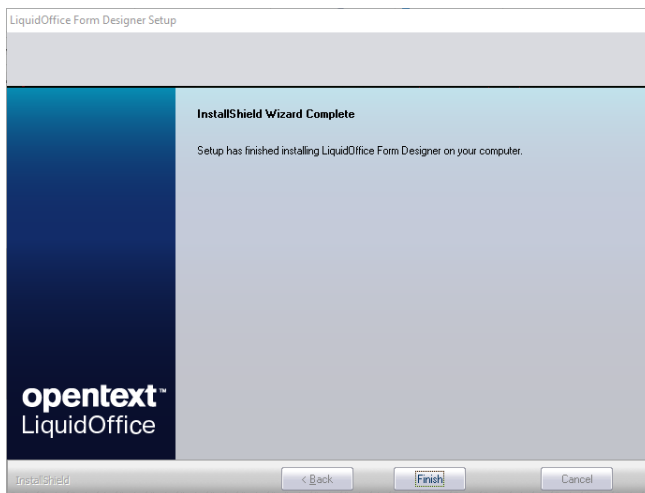 LiquidOffice Form Designer Setup
InstallShield Wizard Complete
Setup has finished installing LiquidOffice Form Designer on your computer.
opentext™
LiquidOffice
InstallShield
< Back
Finish
Cancel